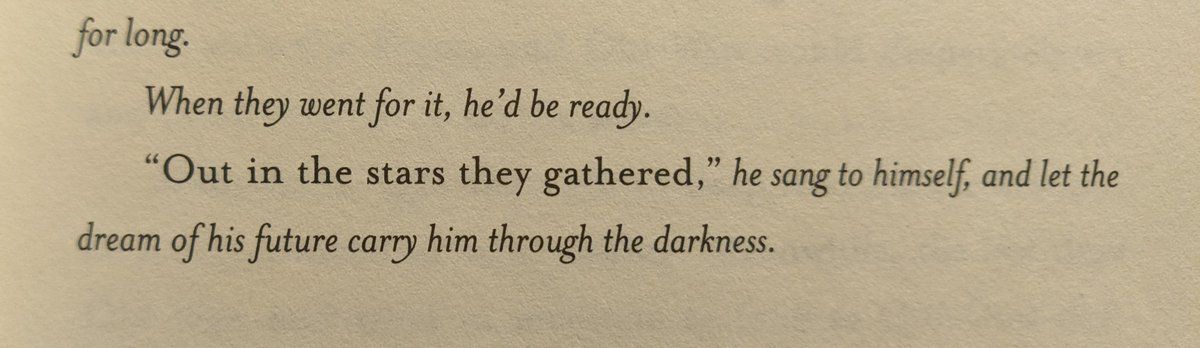 for long.
When they went for it, he’d be ready.
“Out in the stars they gathered,” he sang to himself, and let the
dream of his future carry him through the darkness.